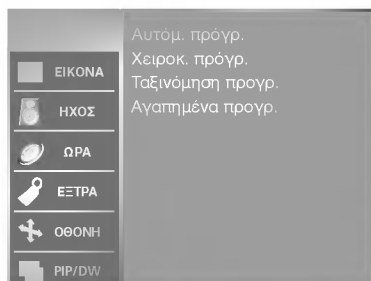 Αυτόμ. πρόγρ.
Χειροκ. πρόγρ.
Ταξινόμηση προγρ.
Αγαπημένα προγρ.
ΕΙΚΟΝΑ
ΗΧΟΣ
ΩΡΑ
ΕΞΤΡΑ
ΟΘΟΝΗ
PIP/DW